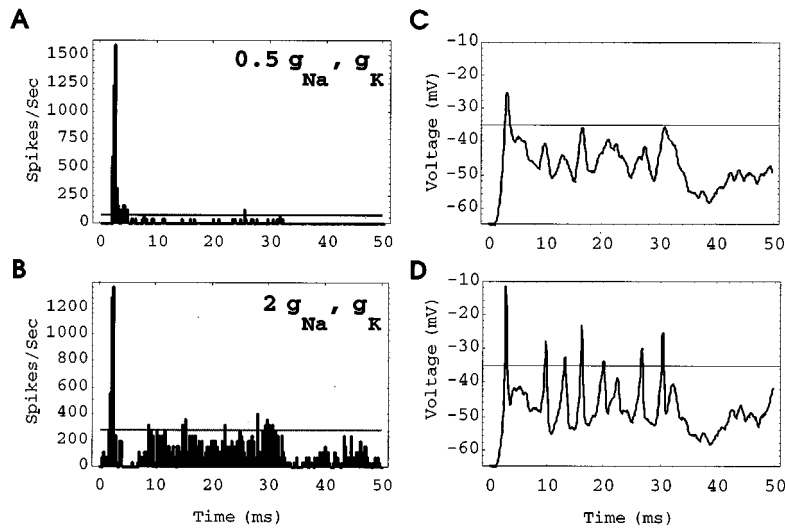 A
0.5 g Na , g K
Spikes/Sec
1500
1250
1000
750
500
250
0
0 10 20 30 40 50
B
2 g Na , g K
Spikes/Sec
1200
1000
800
600
400
200
0
0 10 20 30 40 50
Time (ms)
C
Voltage (mV)
-10
-20
-30
-40
-50
-60
0 10 20 30 40 50
D
Voltage (mV)
-10
-20
-30
-40
-50
-60
0 10 20 30 40 50
Time (ms)